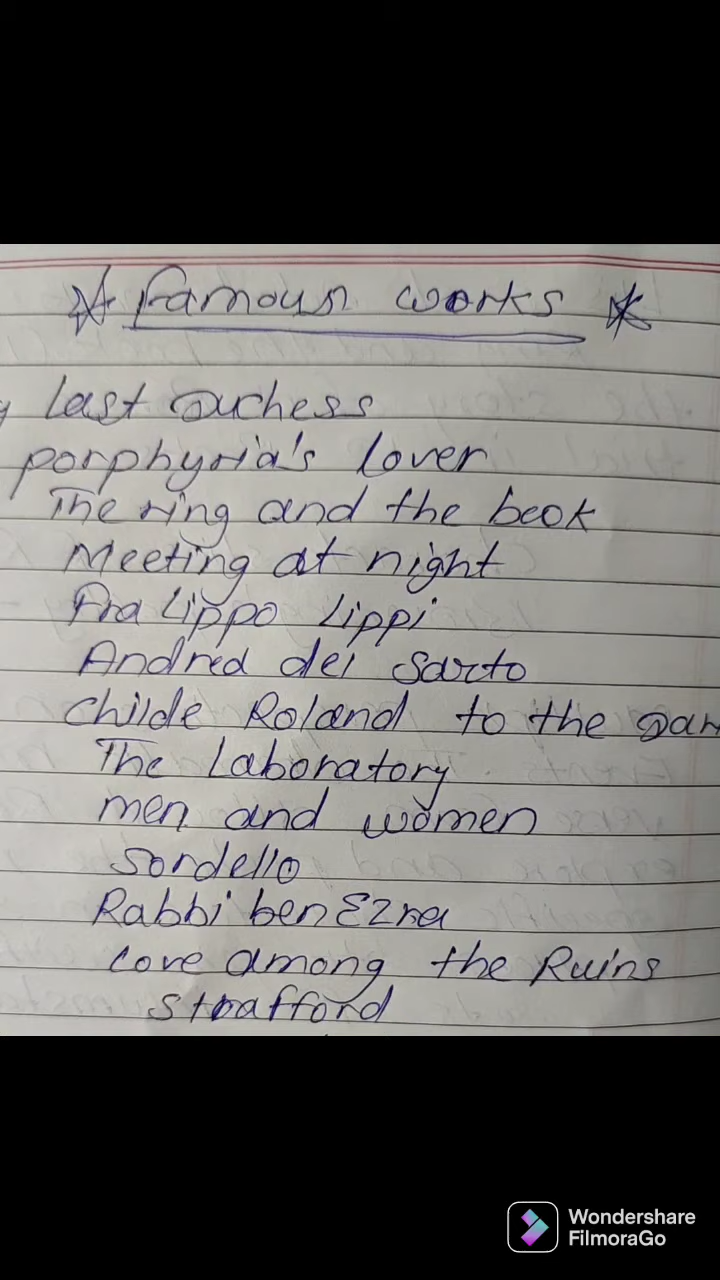 * Famous works *
y last Duchess
porphyria's lover
The ring and the book
Meeting at night
Fra Lippo Lippi
Andred del Sarto
Childe Roland to the Dar
The Laboratory
men and women
Sordello
Rabbi ben Ezra
Love among the Ruins
Strafford
Wondershare
FilmoraGo